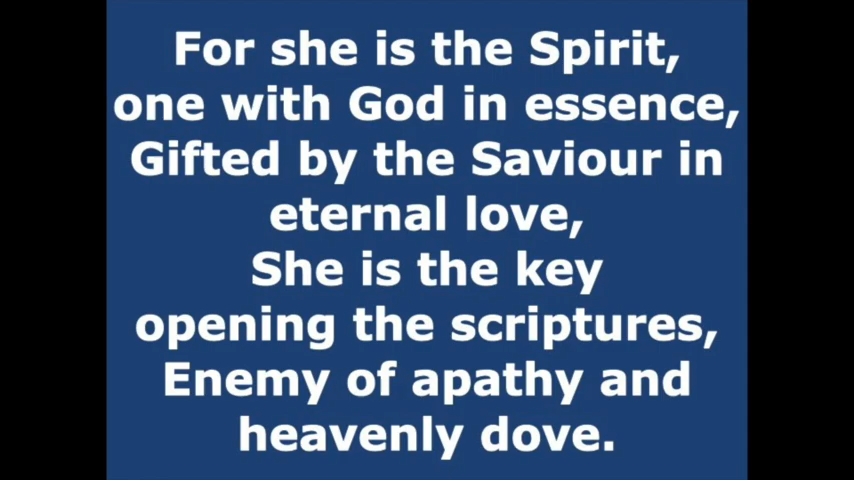 For she is the Spirit,
one with God in essence,
Gifted by the Saviour in
eternal love,
She is the key
opening the scriptures,
Enemy of apathy and
heavenly dove.